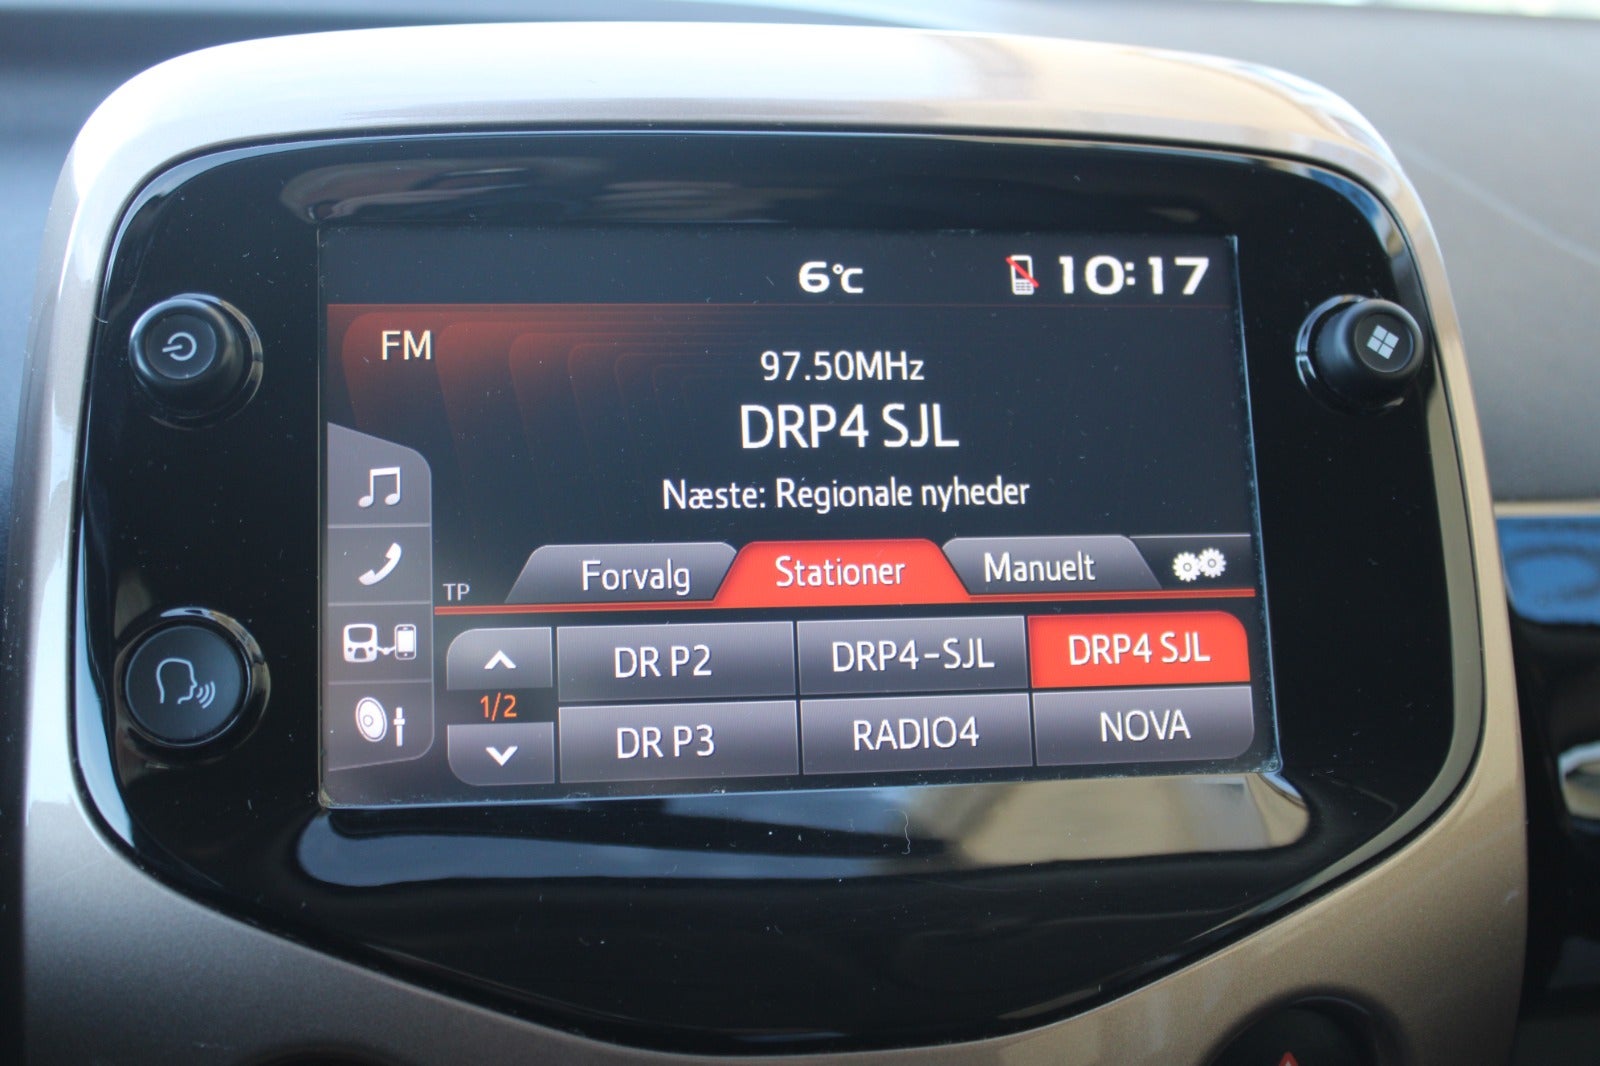 6°C 10:17
FM
97.50MHz
DRP4 SJL
Næste: Regionale nyheder
TP Forvalg Stationer Manuelt
DR P2 DRP4-SJL DRP4 SJL
1/2
DR P3 RADIO4 NOVA